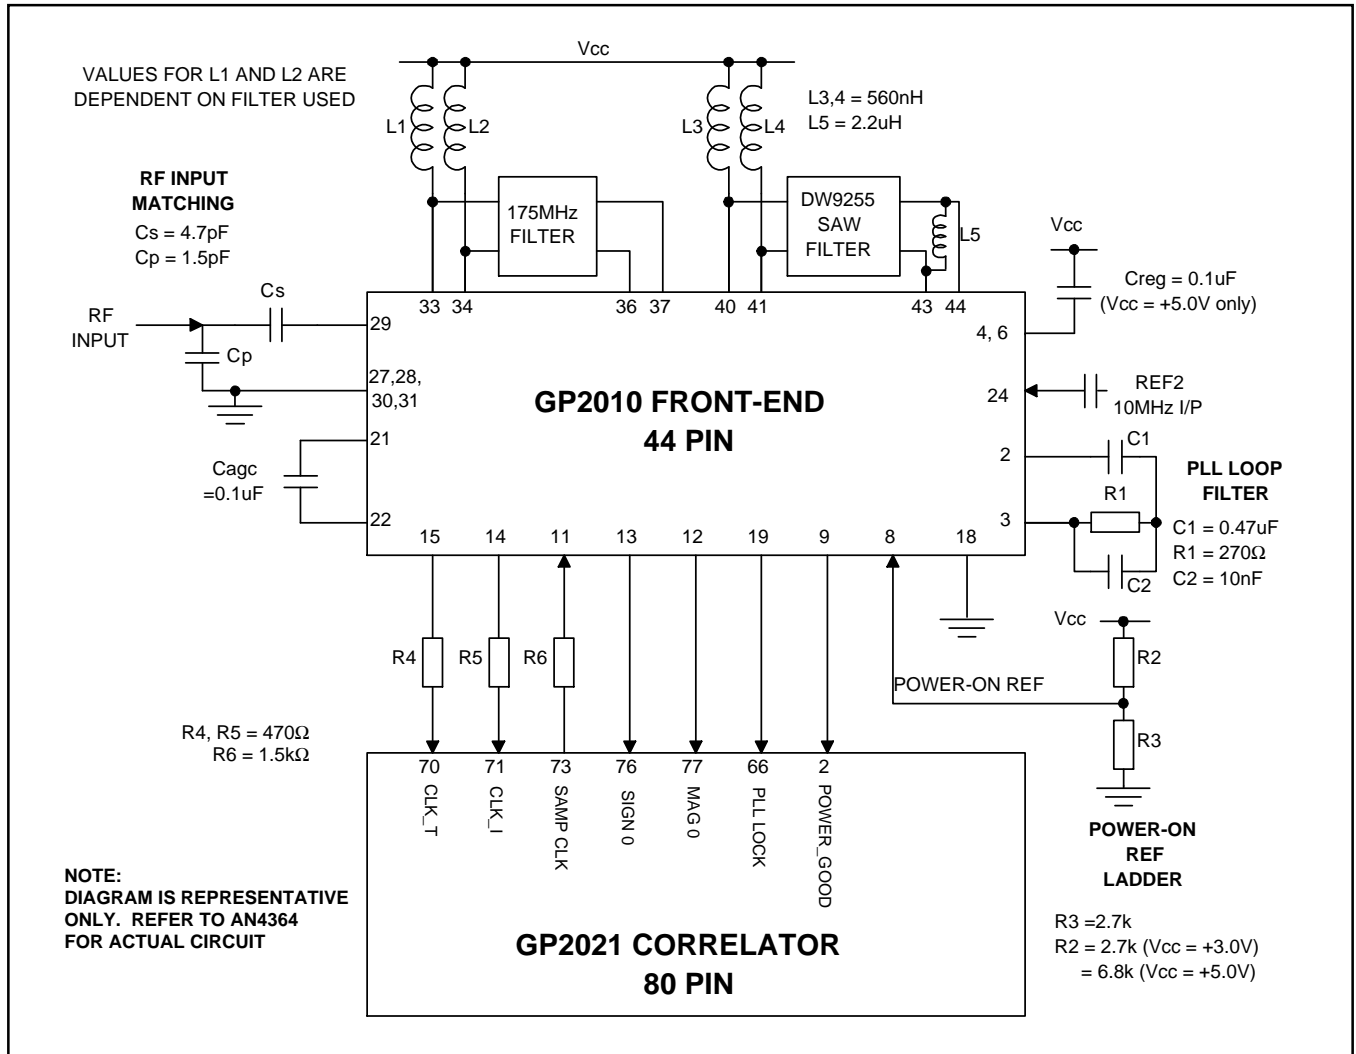 Vcc
VALUES FOR L1 AND L2 ARE
DEPENDENT ON FILTER USED
L1
L2
L3
L4
L3,4 = 560nH
L5 = 2.2uH
RF INPUT
MATCHING
Cs = 4.7pF
Cp = 1.5pF
175MHz
FILTER
DW9255
SAW
FILTER
L5
Vcc
Creg = 0.1uF
(Vcc = +5.0V only)
RF
INPUT
Cs
Cp
33
34
36
37
40
41
43
44
29
27,28,
30,31
21
22
4, 6
24
2
3
GP2010 FRONT-END
44 PIN
REF2
10MHz I/P
Cagc
=0.1uF
C1
R1
C2
PLL LOOP
FILTER
C1 = 0.47uF
R1 = 270Ω
C2 = 10nF
15
14
11
13
12
19
9
8
18
R4
R5
R6
POWER-ON REF
Vcc
R2
R3
R4, R5 = 470Ω
R6 = 1.5kΩ
70
71
73
76
77
66
2
CLK_T
CLK_I
SAMP CLK
SIGN 0
MAG 0
PLL LOCK
POWER_GOOD
POWER-ON
REF
LADDER
R3 =2.7k
R2 = 2.7k (Vcc = +3.0V)
= 6.8k (Vcc = +5.0V)
NOTE:
DIAGRAM IS REPRESENTATIVE
ONLY. REFER TO AN4364
FOR ACTUAL CIRCUIT
GP2021 CORRELATOR
80 PIN